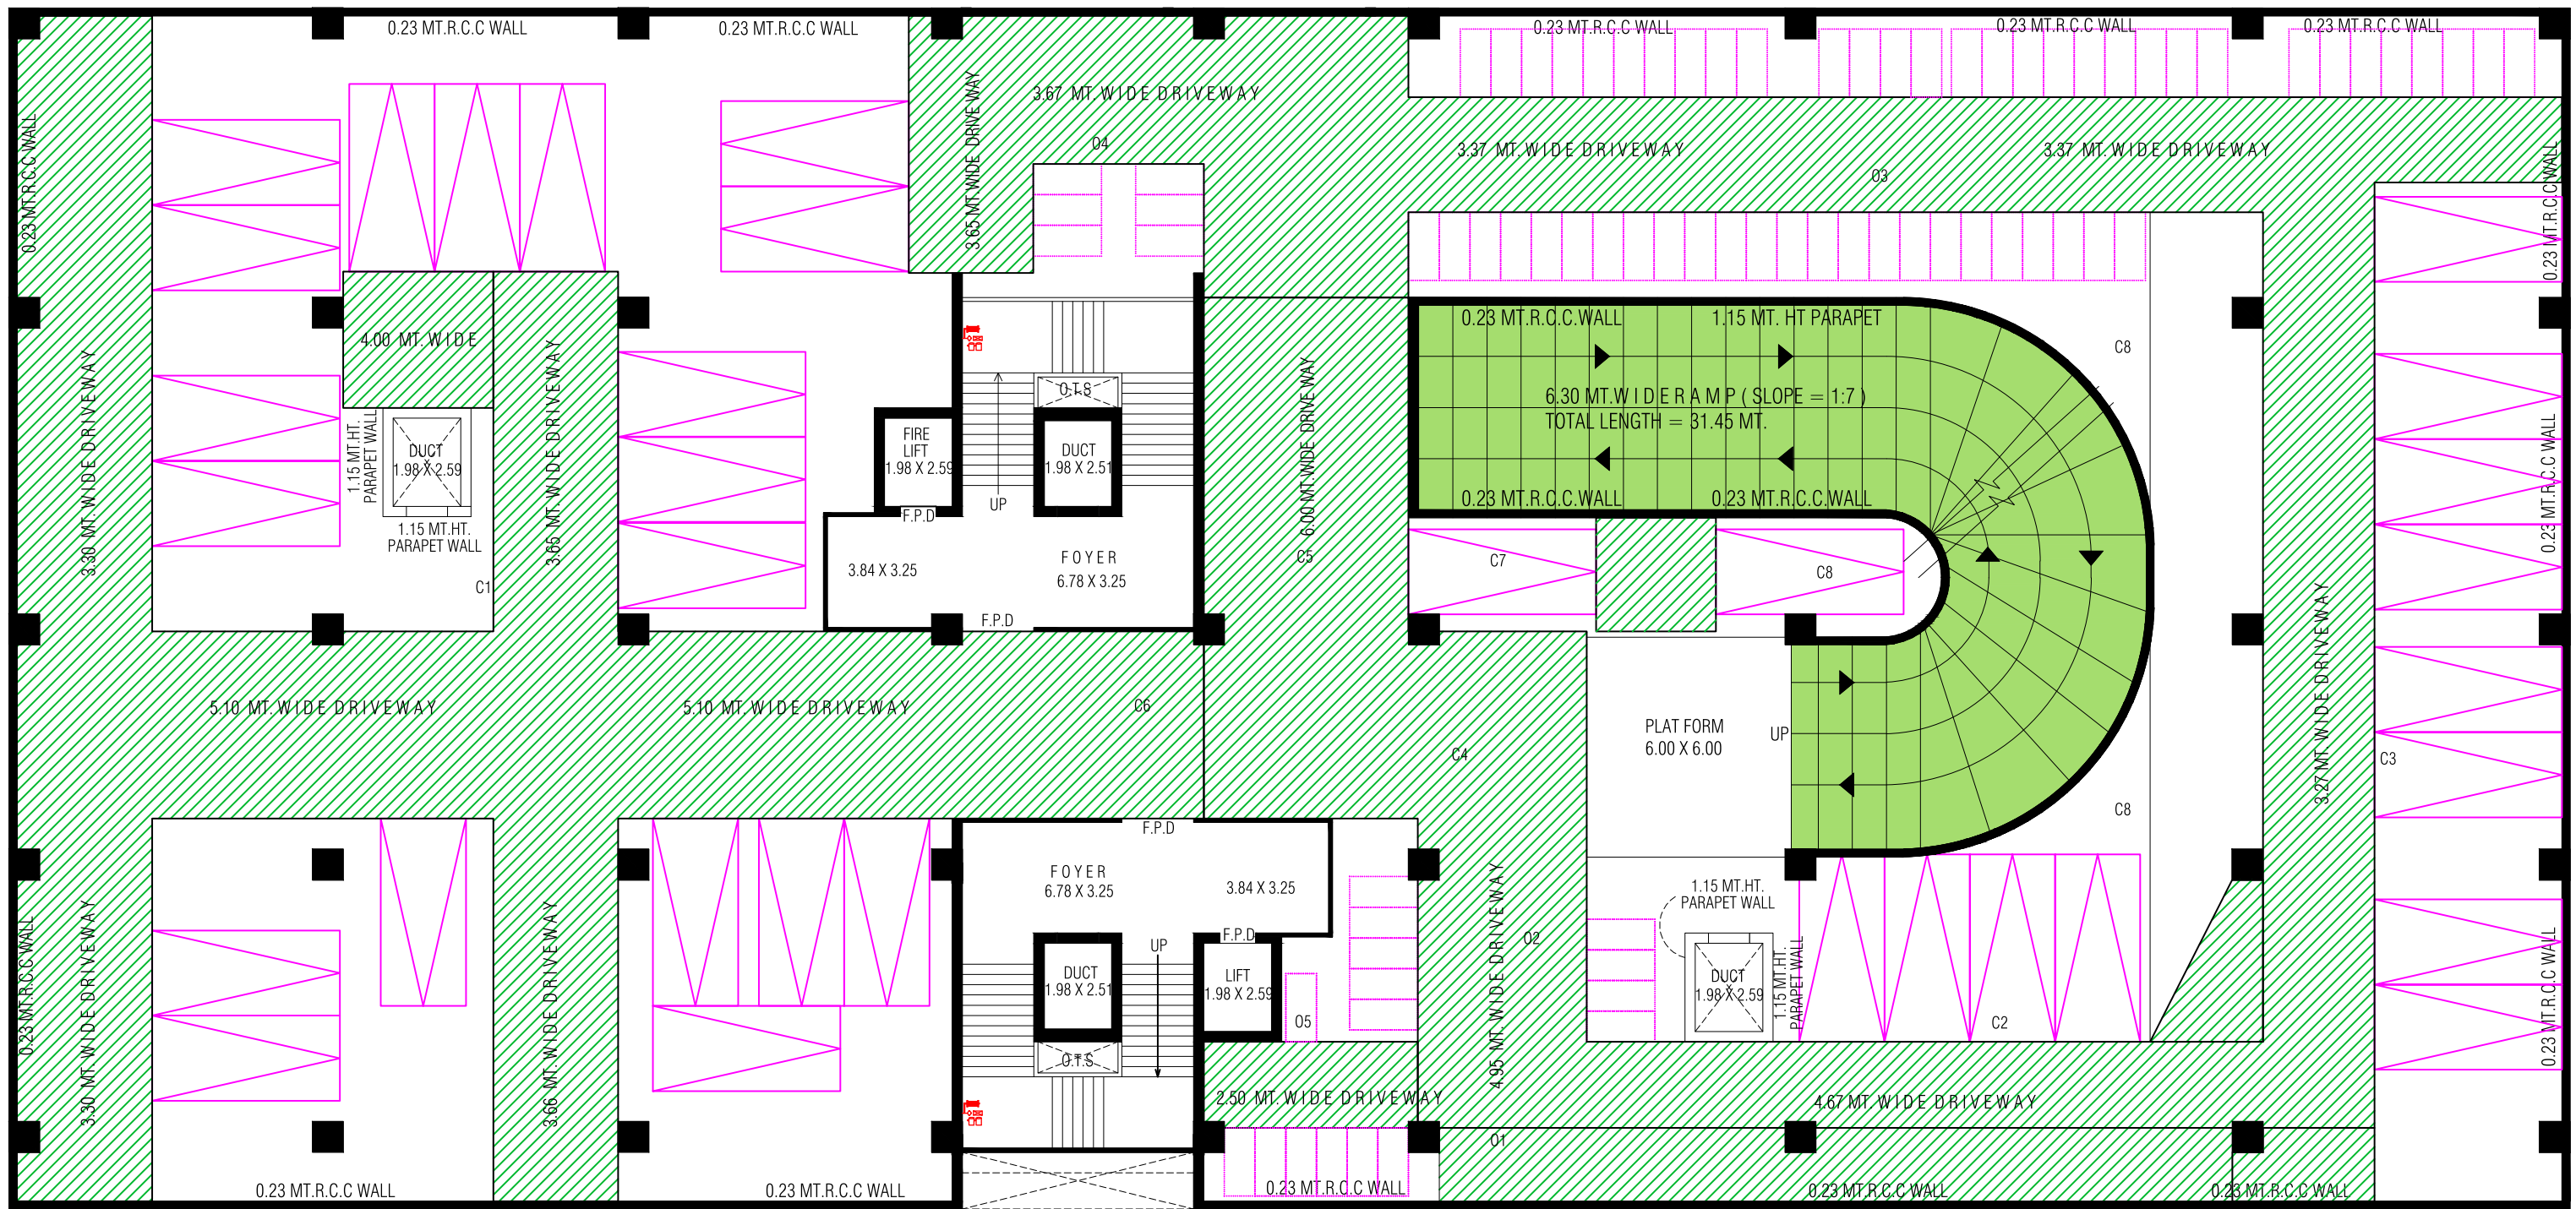 0.23 MT.R.C.C WALL
0.23 MT.R.C.C WALL
0.23 MT.R.C.C WALL
0.23 MT.R.C.C WALL
0.23 MT.R.C.C WALL
3.67 MT. WIDE DRIVEWAY
3.65 MT.WIDE DRIVE WAY
O4
3.37 MT. WIDE DRIVEWAY
3.37 MT. WIDE DRIVEWAY
O3
0.23 MT.R.C.C WALL
0.23 MT.R.C.C WALL
0.23 MT.R.C.C WALL
0.23 MT.R.C.C.WALL
1.15 MT. HT PARAPET
4.00 MT. WIDE
3.30 MT. WIDE DRIVEWAY
3.65 MT. WIDE DRIVEWAY
C8
O.T.S
6.00 MT.WIDE DRIVE WAY
6.30 MT.WIDE RAMP ( SLOPE = 1:7 )
TOTAL LENGTH = 31.45 MT.
1.15 MT.HT.
PARAPET WALL
DUCT
1.98 X 2.59
FIRE
LIFT
1.98 X 2.59
DUCT
1.98 X 2.51
UP
F.P.D
0.23 MT.R.C.C.WALL
0.23 MT.R.C.C.WALL
0.23 MT.R.C.C WALL
1.15 MT.HT.
PARAPET WALL
3.84 X 3.25
FOYER
6.78 X 3.25
C5
C7
C8
C1
F.P.D
5.10 MT. WIDE DRIVEWAY
5.10 MT. WIDE DRIVEWAY
C6
C4
PLAT FORM
6.00 X 6.00
UP
3.27 MT. WIDE DRIVEWAY
C3
C8
F.P.D
FOYER
6.78 X 3.25
3.84 X 3.25
1.15 MT.HT.
PARAPET WALL
0.23 MT.R.C.C WALL
3.30 MT. WIDE DRIVEWAY
3.66 MT. WIDE DRIVEWAY
UP
F.P.D
4.95 MT. WIDE DRIVEWAY
O2
DUCT
1.98 X 2.51
LIFT
1.98 X 2.59
DUCT
1.98 X 2.59
1.15 MT.HT.
PARAPET WALL
O5
C2
0.23 MT.R.C.C WALL
O.T.S
2.50 MT. WIDE DRIVEWAY
4.67 MT. WIDE DRIVEWAY
O1
0.23 MT.R.C.C WALL
0.23 MT.R.C.C WALL
0.23 MT.R.C.C WALL
0.23 MT.R.C.C WALL
0.23 MT.R.C.C WALL